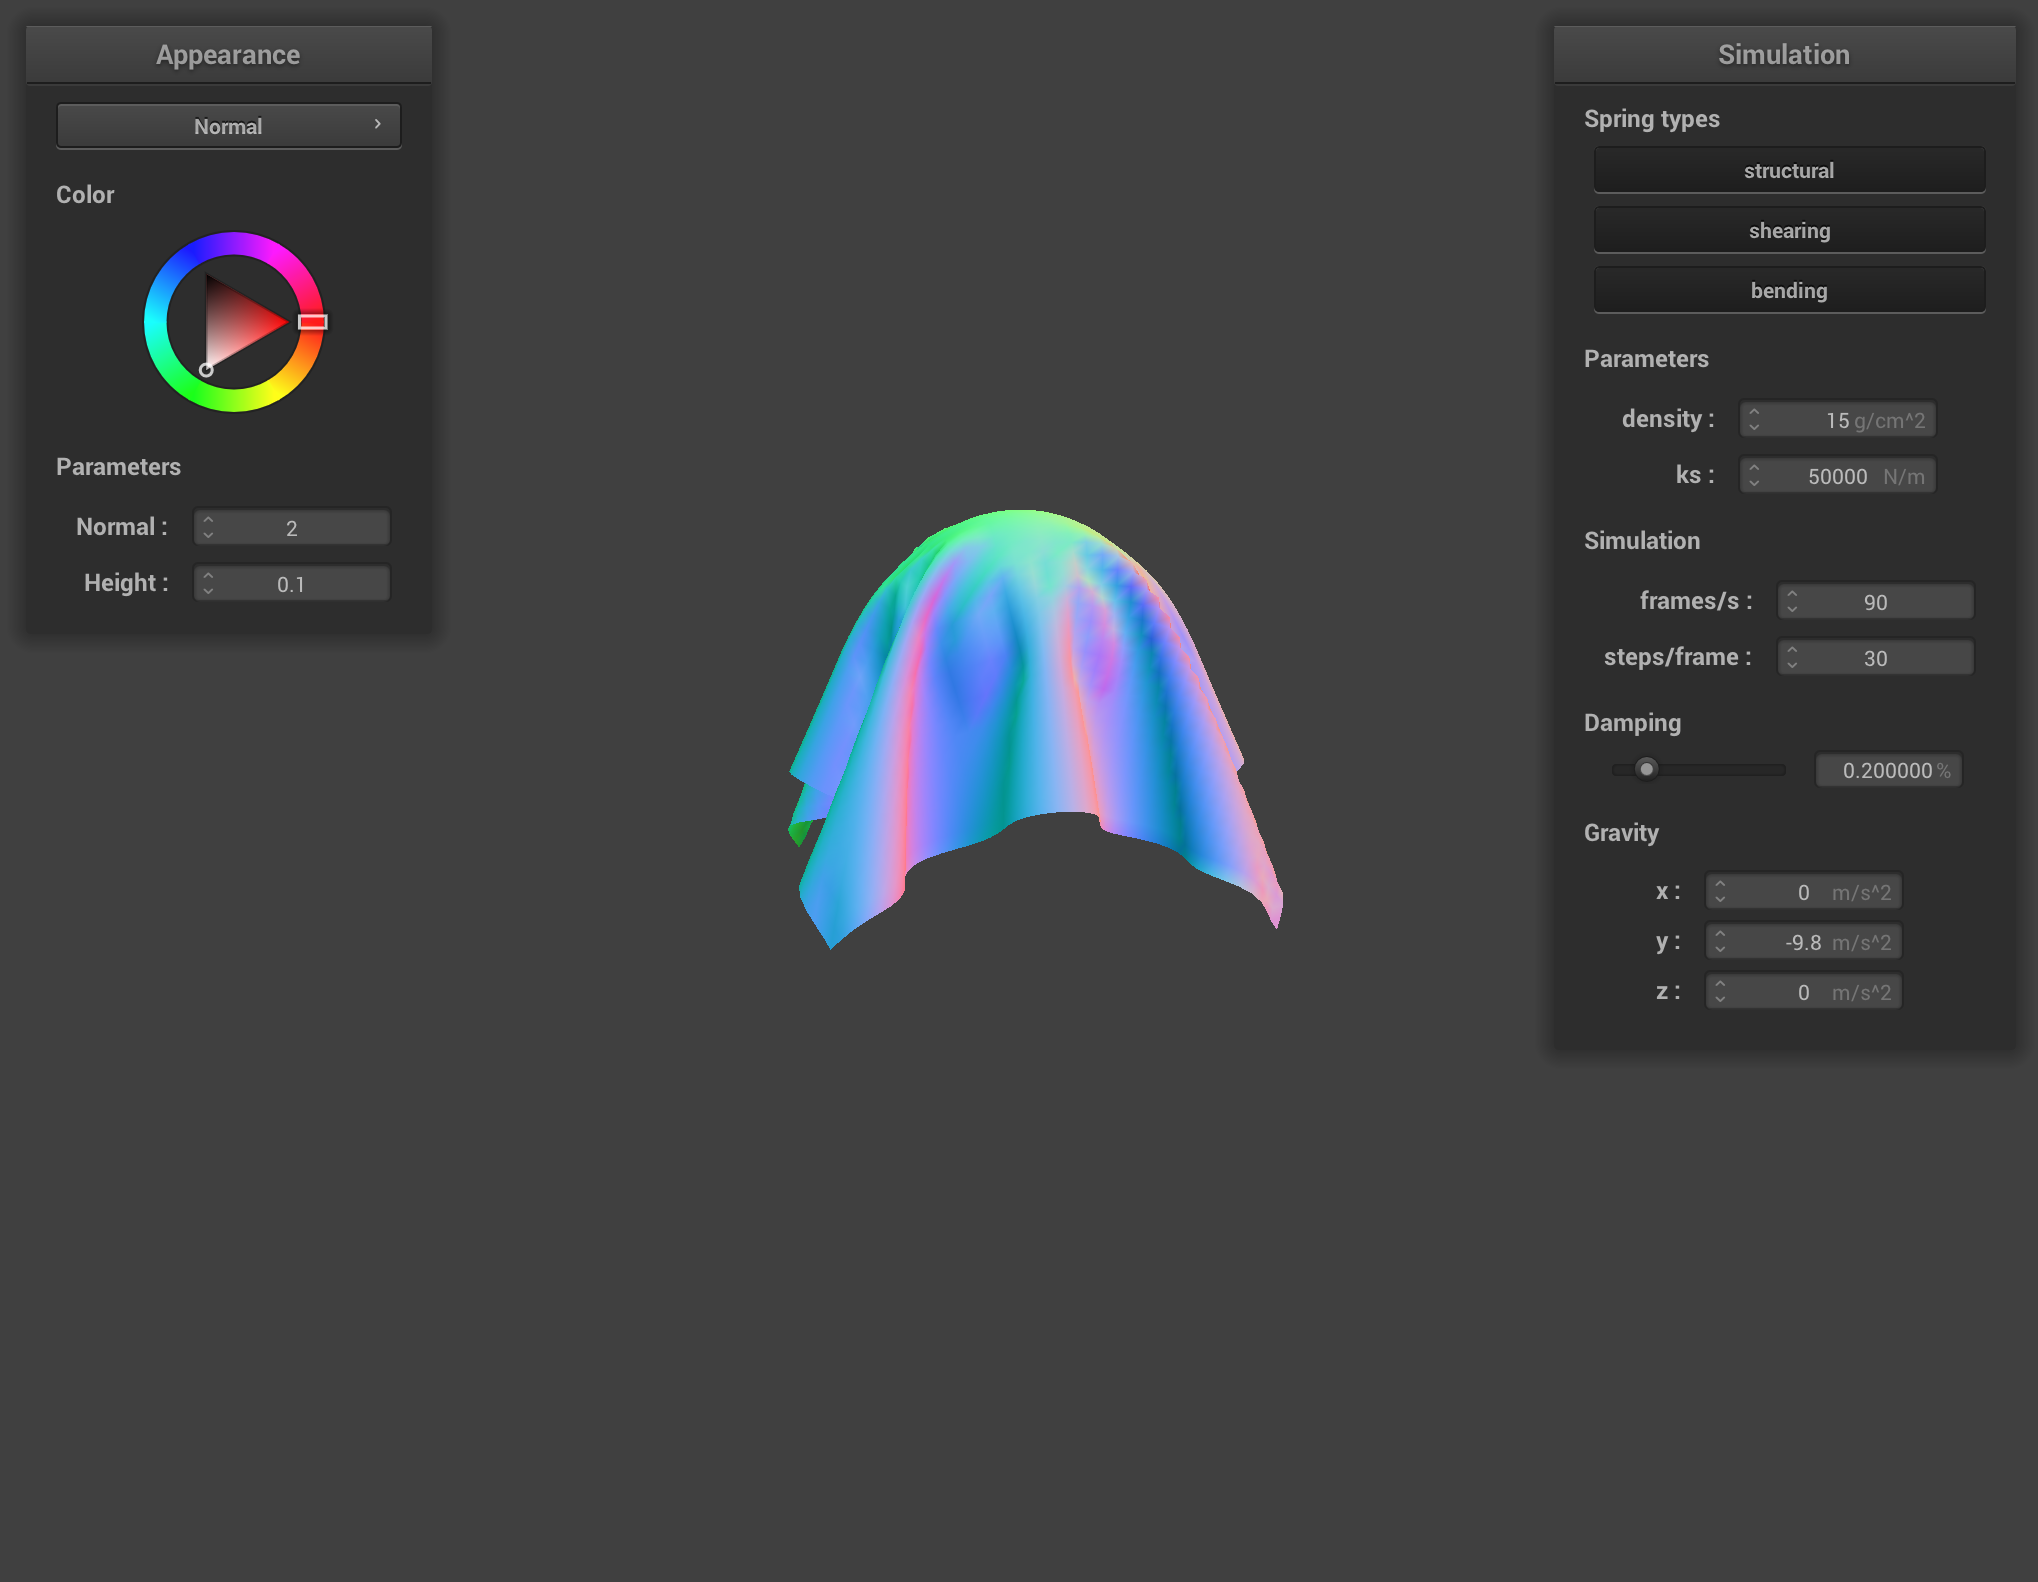 Appearance
Normal
Color
Parameters
Normal : 2
Height : 0.1
Simulation
Spring types
structural
shearing
bending
Parameters
density : 15 g/cm^2
ks : 50000 N/m
Simulation
frames/s : 90
steps/frame : 30
Damping
0.200000 %
Gravity
x : 0 m/s^2
y : -9.8 m/s^2
z : 0 m/s^2